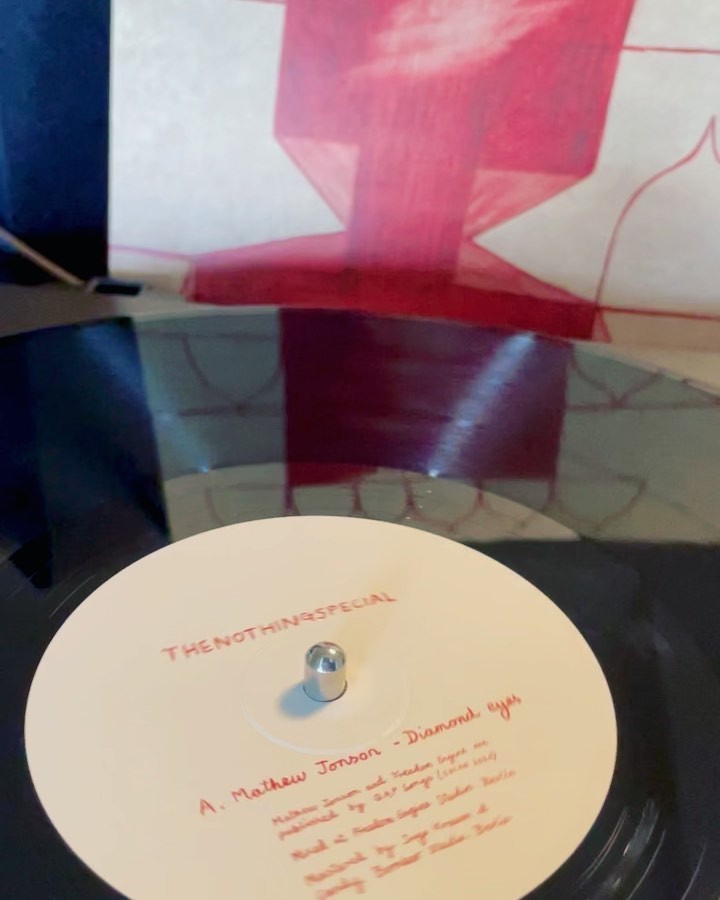 THENOTHINGSPECIAL
A. Mathew Jonson - Diamond eyes
Mathew Jonson and Freedom Engine are
published by Songs
Mixed at Freedom Engine Studio Berlin
Mastered by &
Studio Berlin